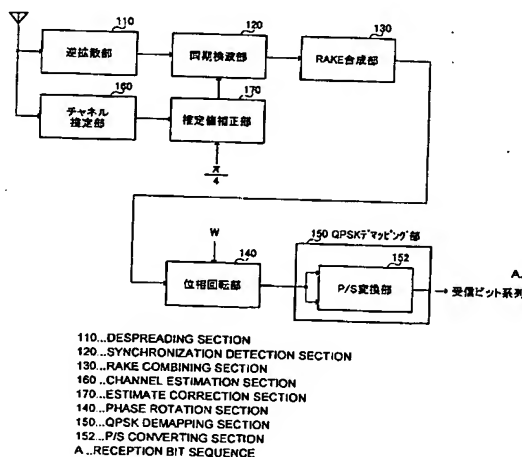 110
逆拡散部
120
同期検波部
130
RAKE合成部
160
チャネル
推定部
170
推定値補正部
π
4
W
140
位相回転部
150 QPSKデマッピング部
152
P/S変換部
A..
受信ビット系列
110...DESPREADING SECTION
120...SYNCHRONIZATION DETECTION SECTION
130...RAKE COMBINING SECTION
160...CHANNEL ESTIMATION SECTION
170...ESTIMATE CORRECTION SECTION
140...PHASE ROTATION SECTION
150...QPSK DEMAPPING SECTION
152...P/S CONVERTING SECTION
A ..RECEPTION BIT SEQUENCE